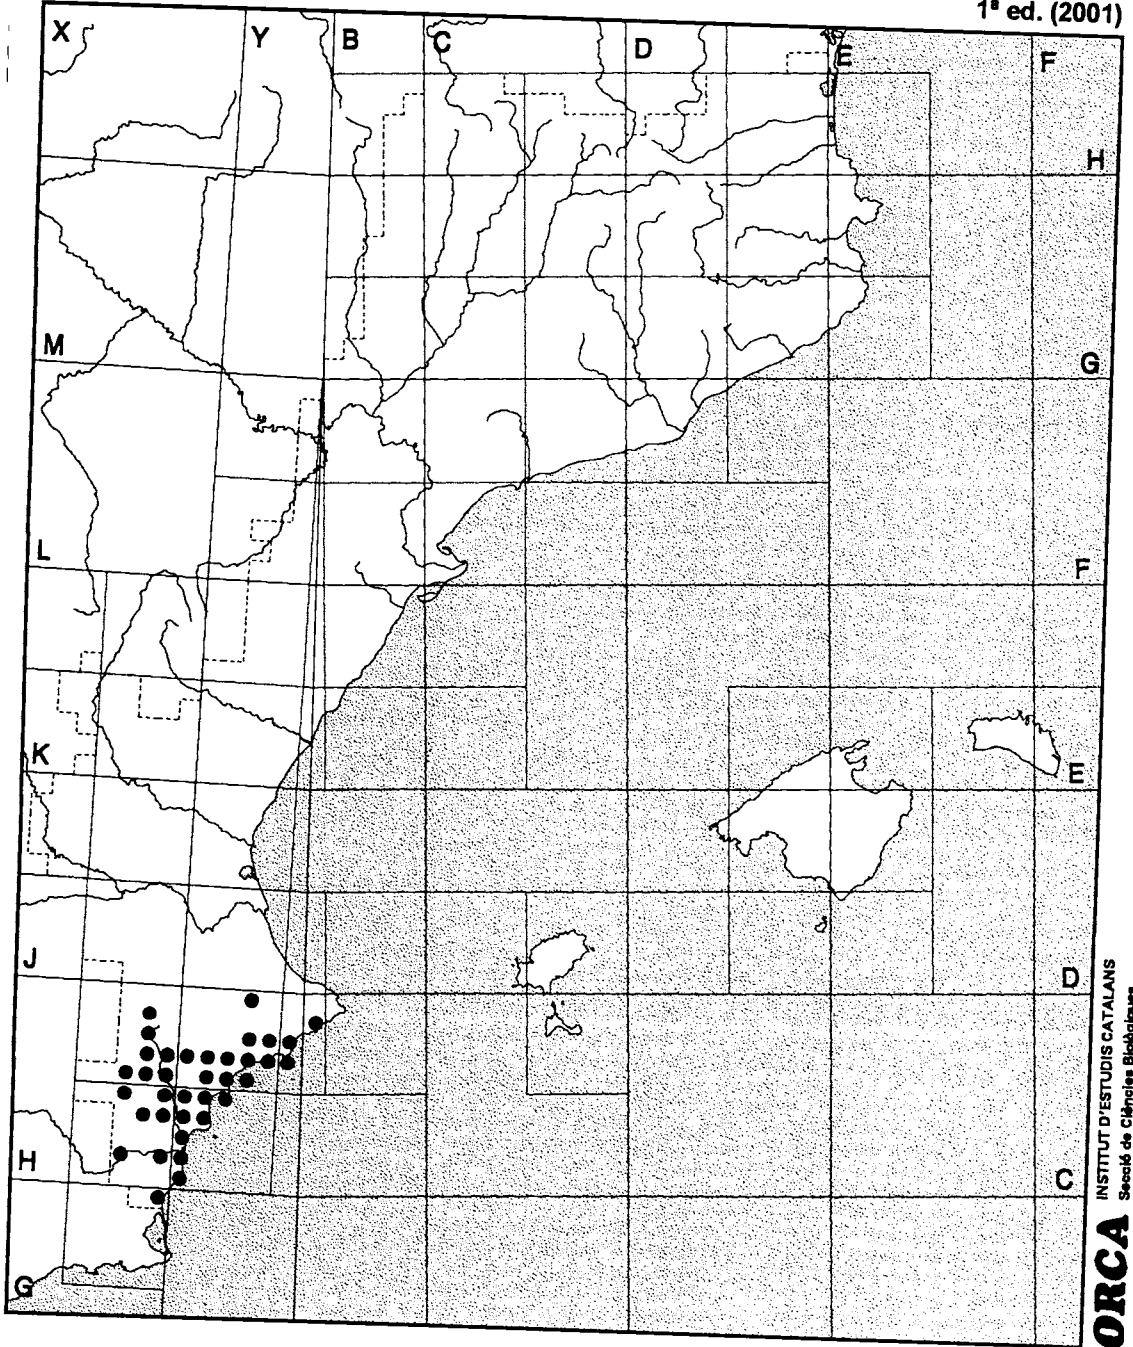 1ª ed. (2001)
X
Y
B
C
D
E
F
H
M
G
L
F
K
E
J
D
H
C
G
ORCA
INSTITUT D'ESTUDIS CATALANS
Secció de Ciències Biològiques